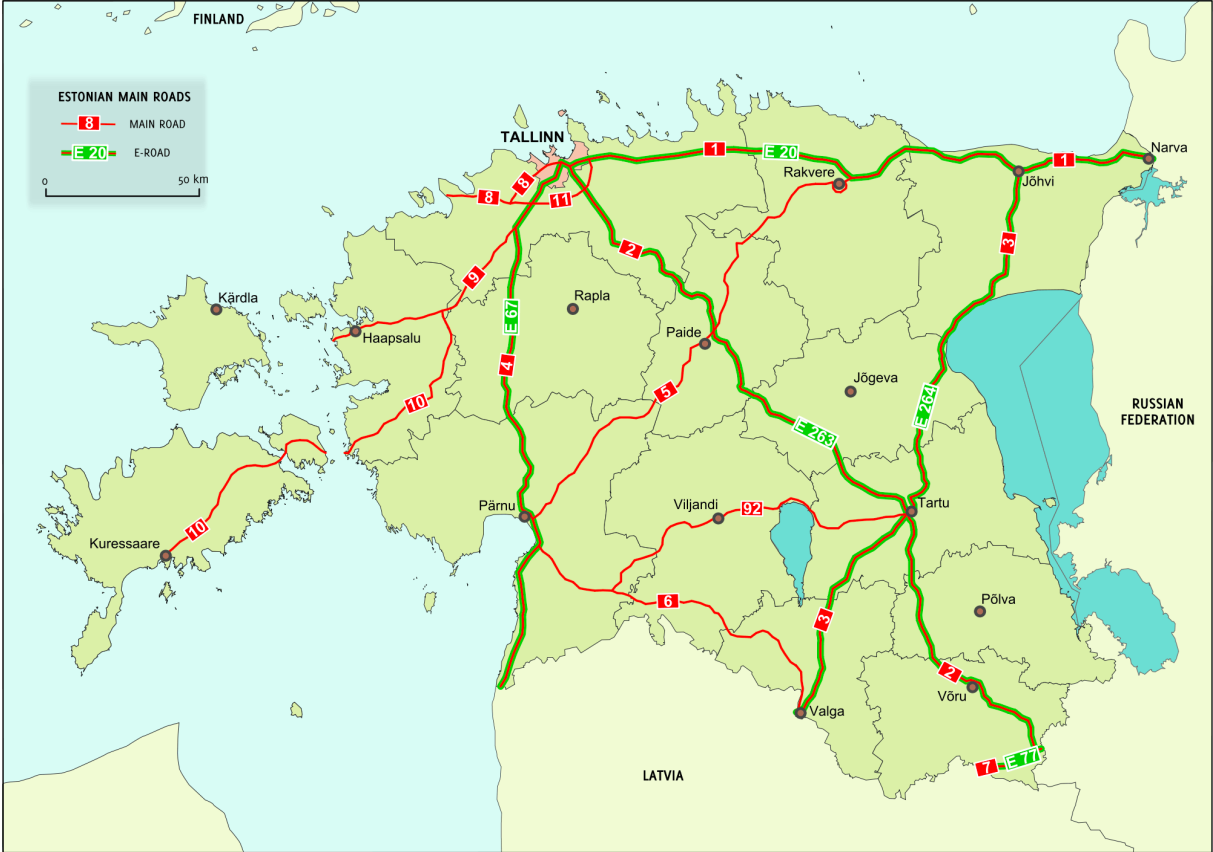 FINLAND
ESTONIAN MAIN ROADS
8 MAIN ROAD
E 20 E-ROAD
0 50 km
TALLINN
1
E 20
Rakvere
1
Narva
Jõhvi
8
8
11
2
3
9
Kärdla
Rapla
E 67
Haapsalu
Paide
4
5
10
Jõgeva
E 264
RUSSIAN
FEDERATION
E 263
Pärnu
Viljandi
92
Tartu
10
Kuressaare
6
3
Põlva
2
Võru
Valga
7
E 77
LATVIA